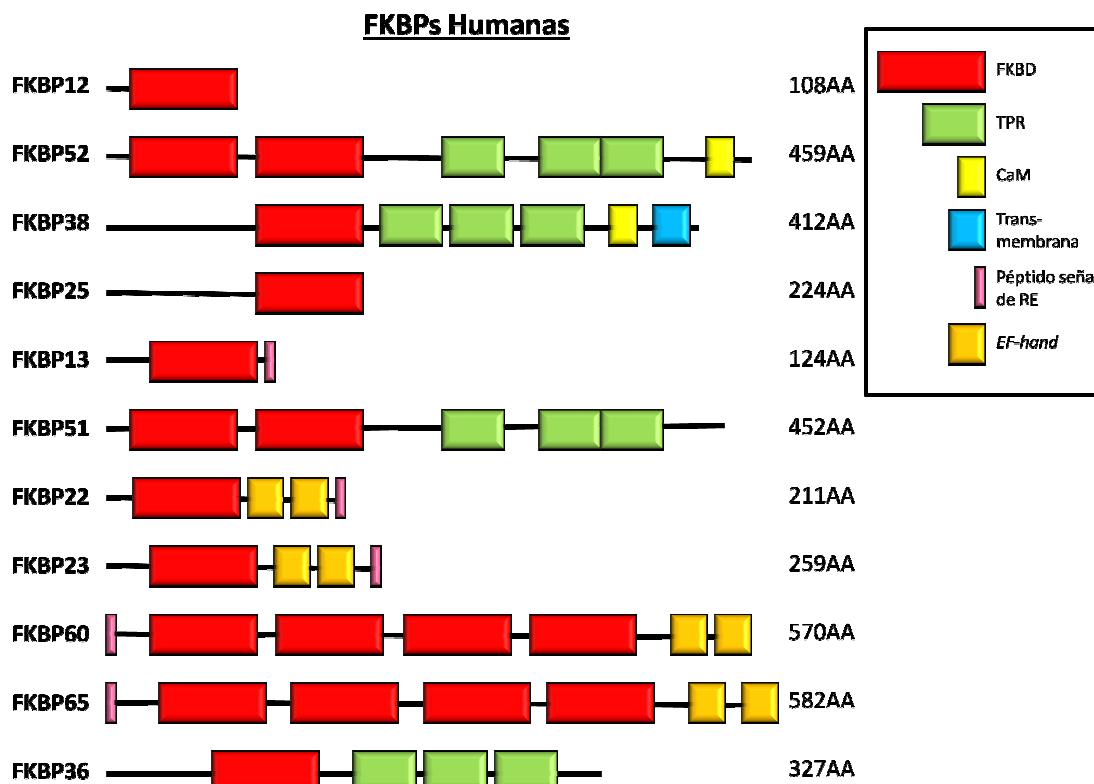 FKBPs Humanas
FKBP12 108AA
FKBP52 459AA
FKBP38 412AA
FKBP25 224AA
FKBP13 124AA
FKBP51 452AA
FKBP22 211AA
FKBP23 259AA
FKBP60 570AA
FKBP65 582AA
FKBP36 327AA
FKBD
TPR
CaM
Trans-
membrana
Péptido seña
de RE
EF-hand